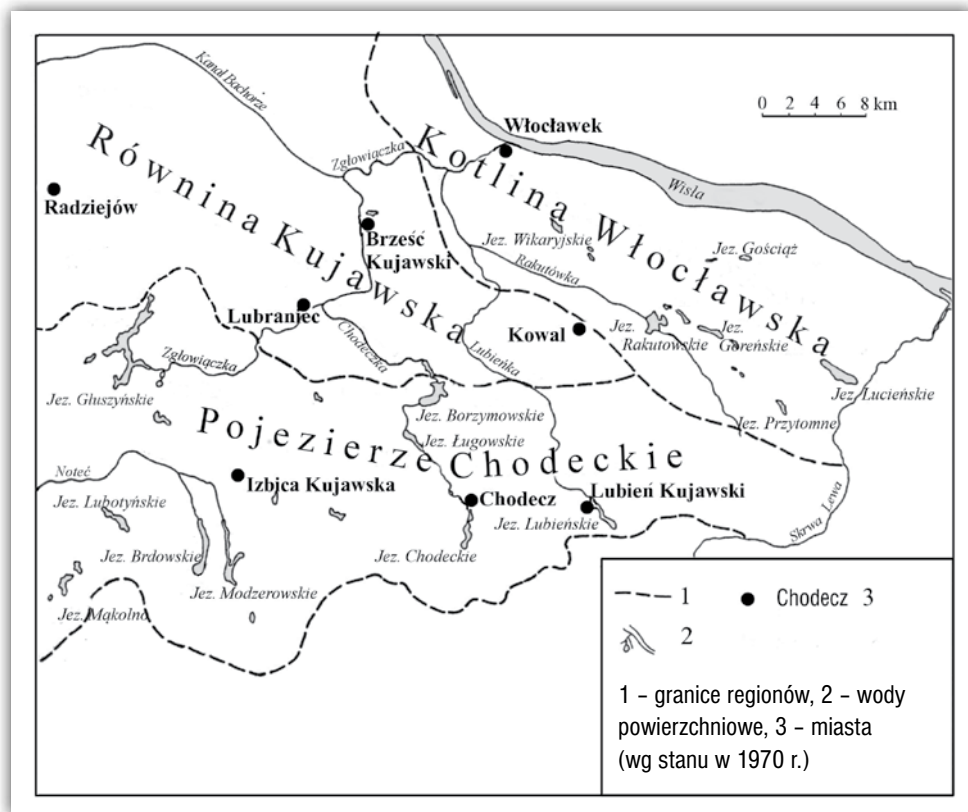 Kanał Bachorze
0 2 4 6 8 km
Włocławek
Kotlina Włocławska
Zgłowiączka
Równina Kujawska
Wisła
Radziejów
Brześć
Kujawski
Jez. Wikaryjskie
Jez. Gościąż
Rakutówka
Lubraniec
Chodeczka
Lubieńka
Kowal
Jez.
Rakutowskie
Jez.
Goreńskie
Zgłowiączka
Jez. Głuszyńskie
Jez. Lucieńskie
Jez. Borzymowskie
Jez. Przytomne
Pojezierze Chodeckie
Jez. Ługowskie
Noteć
Izbica Kujawska
Chodecz
Lubień Kujawski
Jez. Lubotyńskie
Jez. Lubieńskie
Skrwa Lewa
Jez. Brdowskie
Jez. Chodeckie
Jez. Modzerowskie
Jez. Mąkolno
1
Chodecz 3
2
1 – granice regionów, 2 – wody
powierzchniowe, 3 – miasta
(wg stanu w 1970 r.)